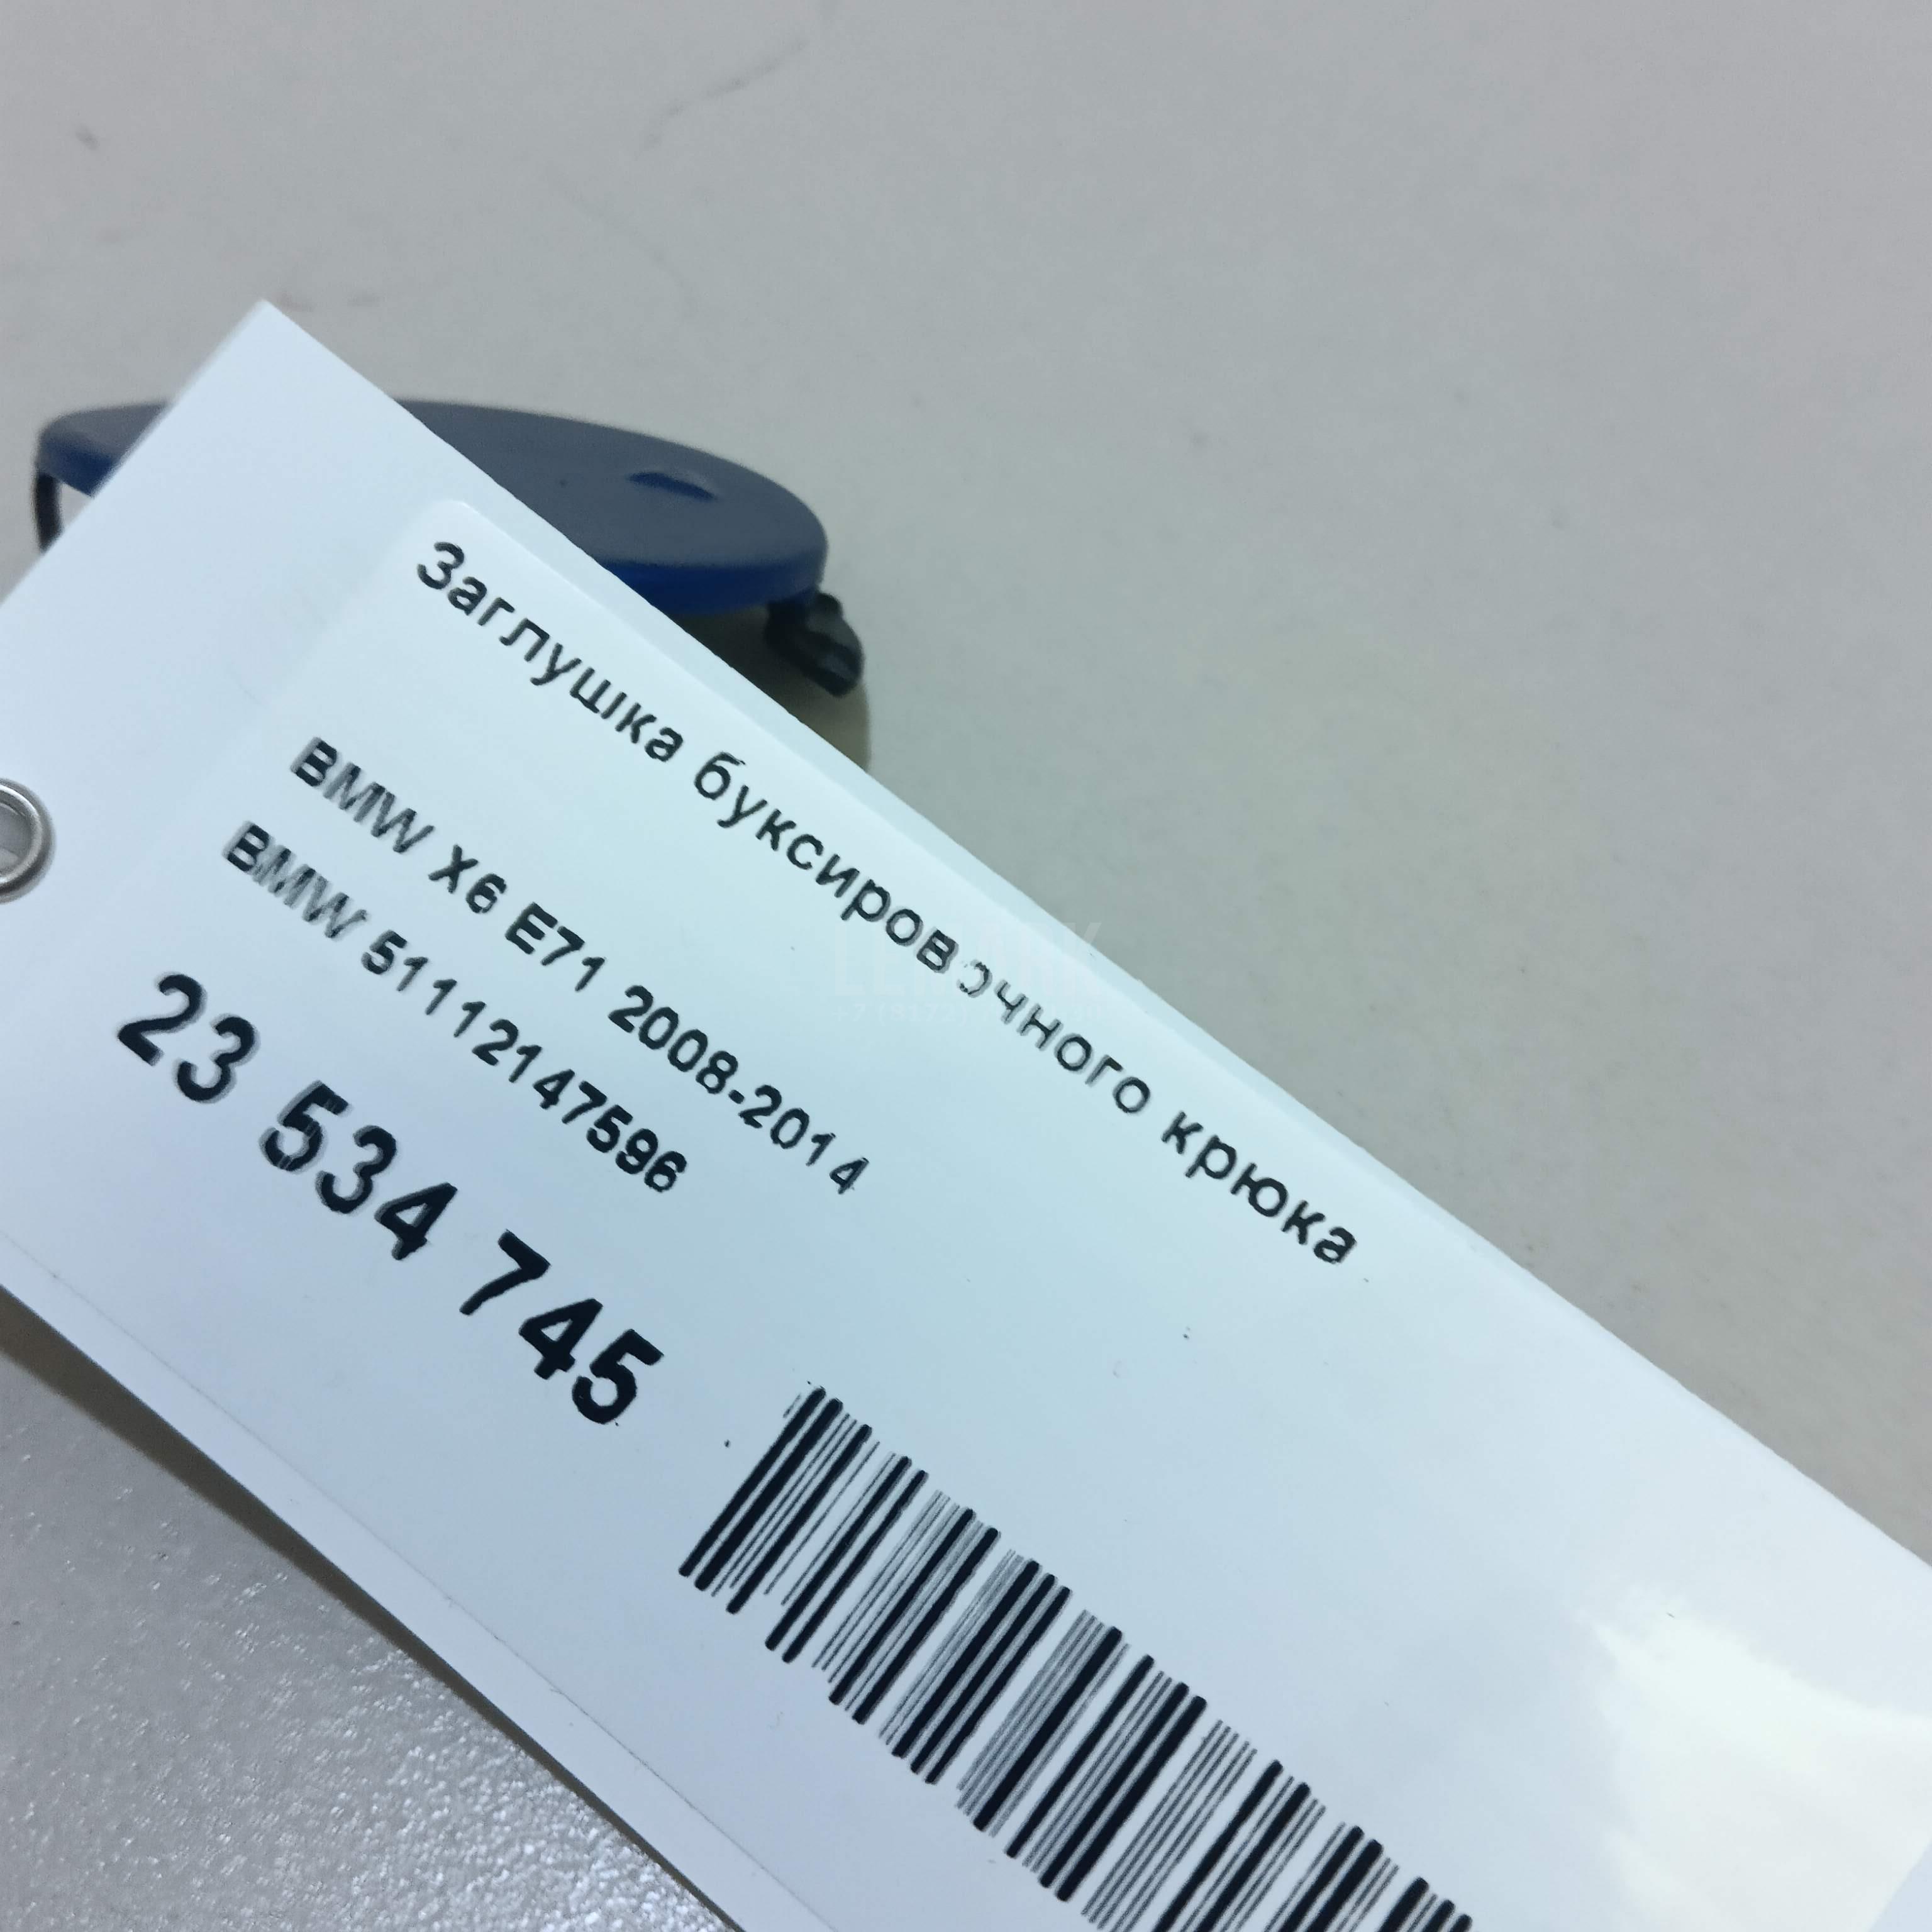 Заглушка буксировочного крюка
BMW X6 E71 2008-2014
BMW 51112147596
23 534 745